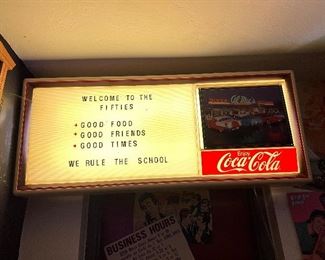 WELCOME TO THE
FIFTIES
+GOOD FOOD
+GOOD FRIENDS
+GOOD TIMES
WE RULE THE SCHOOL
Enjoy
Coca-Cola
BUSINESS HOURS